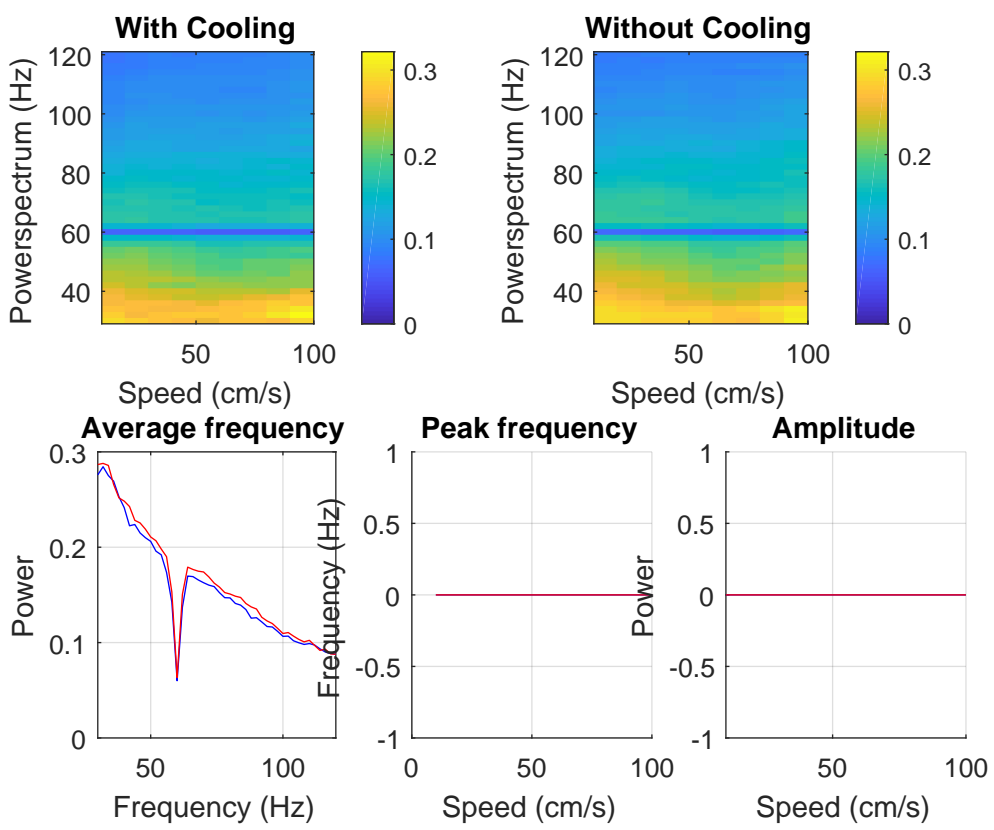 With Cooling
Powerspectrum (Hz)
120
100
80
60
40
50
100
Speed (cm/s)
0.3
0.2
0.1
0
Without Cooling
Powerspectrum (Hz)
120
100
80
60
40
50
100
Speed (cm/s)
0.3
0.2
0.1
0
Average frequency
Power
0.3
0.2
0.1
0
50
100
Frequency (Hz)
Peak frequency
Frequency (Hz)
1
0.5
0
-0.5
-1
0
50
100
Speed (cm/s)
Amplitude
Power
1
0.5
0
-0.5
-1
50
100
Speed (cm/s)